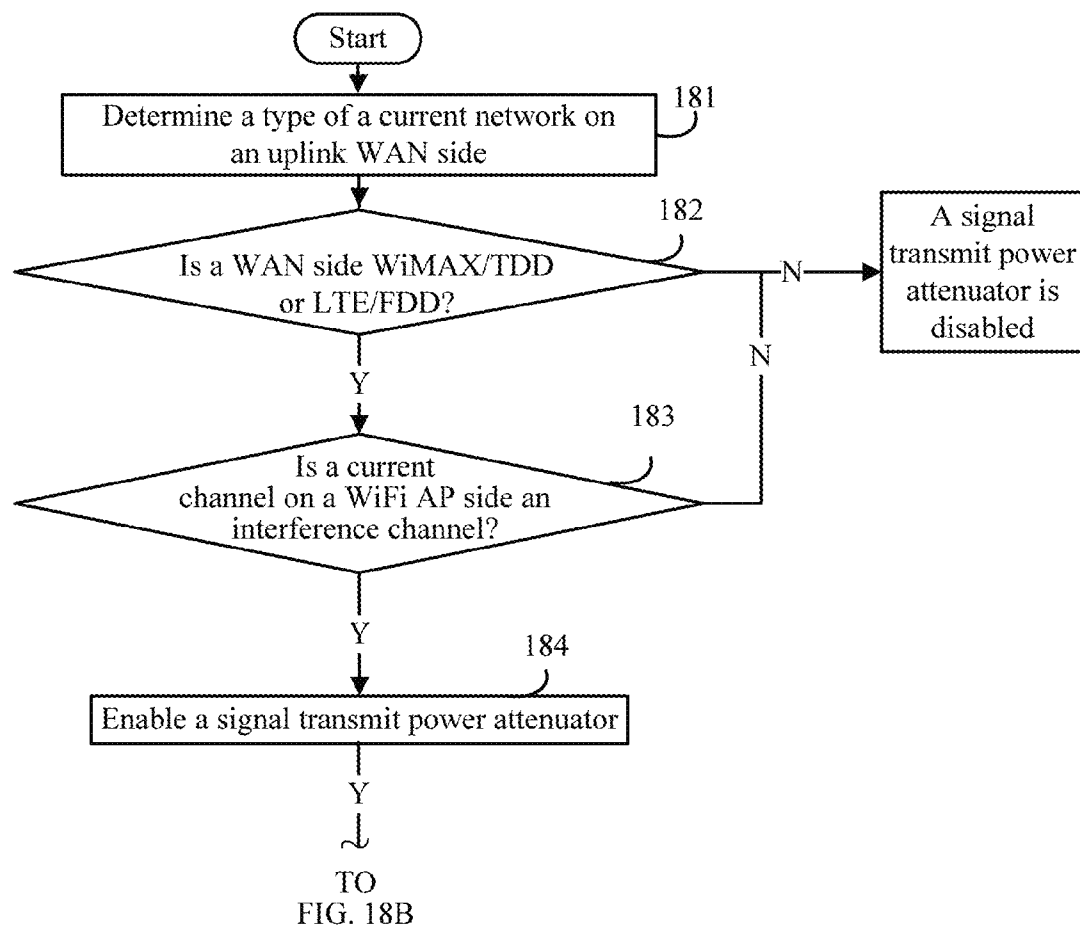 Start
181
Determine a type of a current network on
an uplink WAN side
182
Is a WAN side WiMAX/TDD
or LTE/FDD?
N
A signal
transmit power
attenuator is
disabled
N
Y
183
Is a current
channel on a WiFi AP side an
interference channel?
Y
184
Enable a signal transmit power attenuator
Y
TO
FIG. 18B